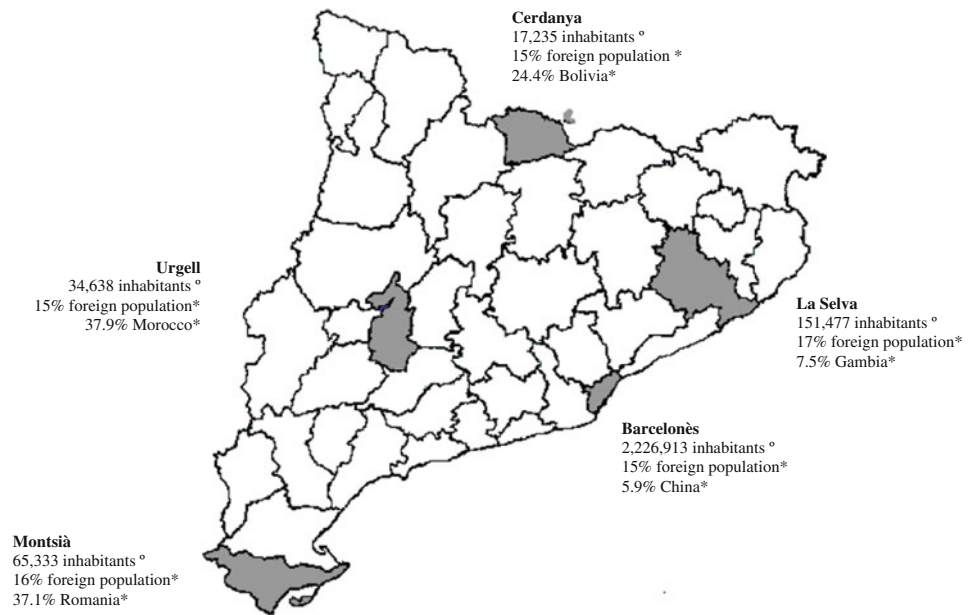 Cerdanya
17,235 inhabitants º
15% foreign population *
24.4% Bolivia*
Urgell
34,638 inhabitants º
15% foreign population*
37.9% Morocco*
La Selva
151,477 inhabitants º
17% foreign population*
7.5% Gambia*
Barcelonès
2,226,913 inhabitants º
15% foreign population*
5.9% China*
Montsià
65,333 inhabitants º
16% foreign population*
37.1% Romania*